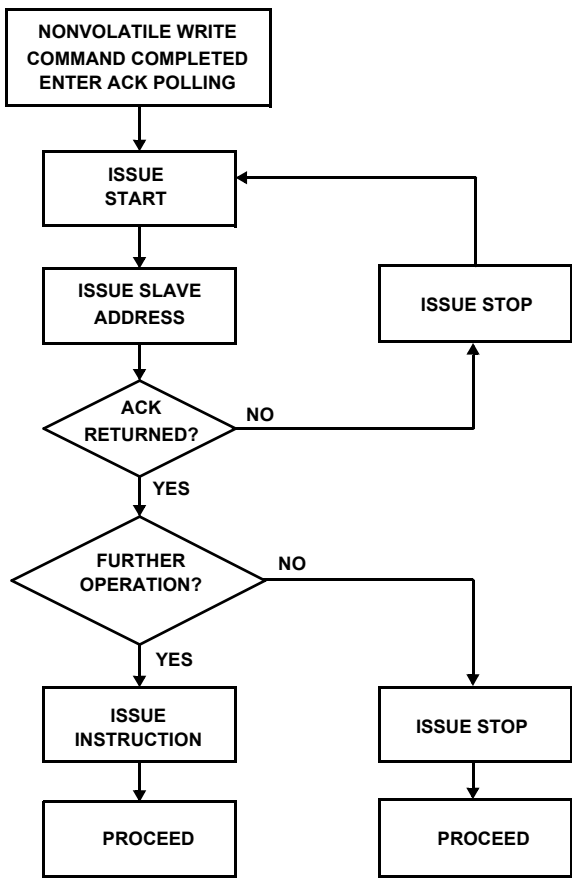 NONVOLATILE WRITE
COMMAND COMPLETED
ENTER ACK POLLING
ISSUE
START
ISSUE SLAVE
ADDRESS
ISSUE STOP
ACK
RETURNED?
NO
YES
FURTHER
OPERATION?
NO
YES
ISSUE
INSTRUCTION
ISSUE STOP
PROCEED
PROCEED